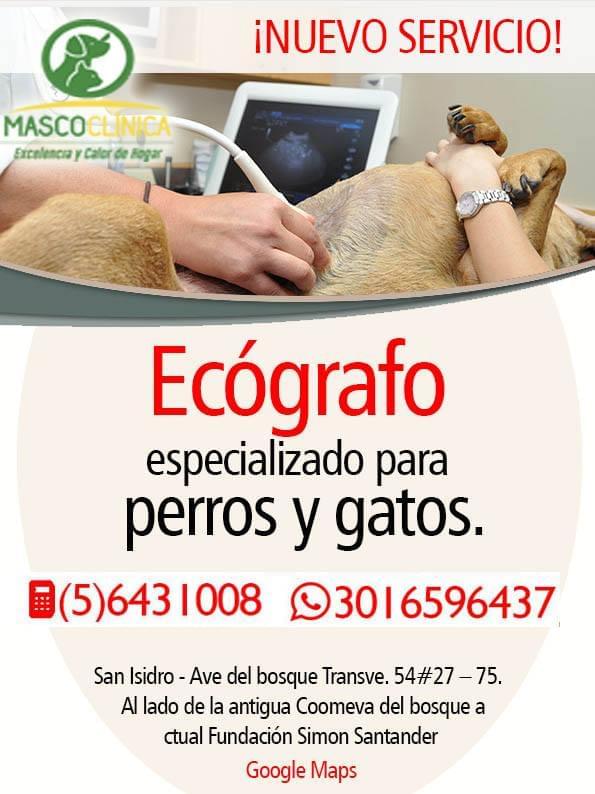 ¡NUEVO SERVICIO!
MASCOCLINICA
Excelencia y Calor de Hogar
Ecógrafo
especializado para
perros y gatos.
(5)6431008 3016596437
San Isidro - Ave del bosque Transve. 54#27 – 75.
Al lado de la antigua Coomeva del bosque a
ctual Fundación Simon Santander
Google Maps